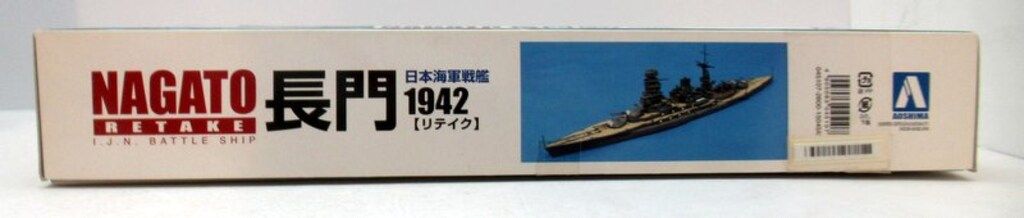 NAGATO
RETAKE
I.J.N. BATTLE SHIP
長門
日本海軍戦艦
1942
【リテイク】
AOSHIMA